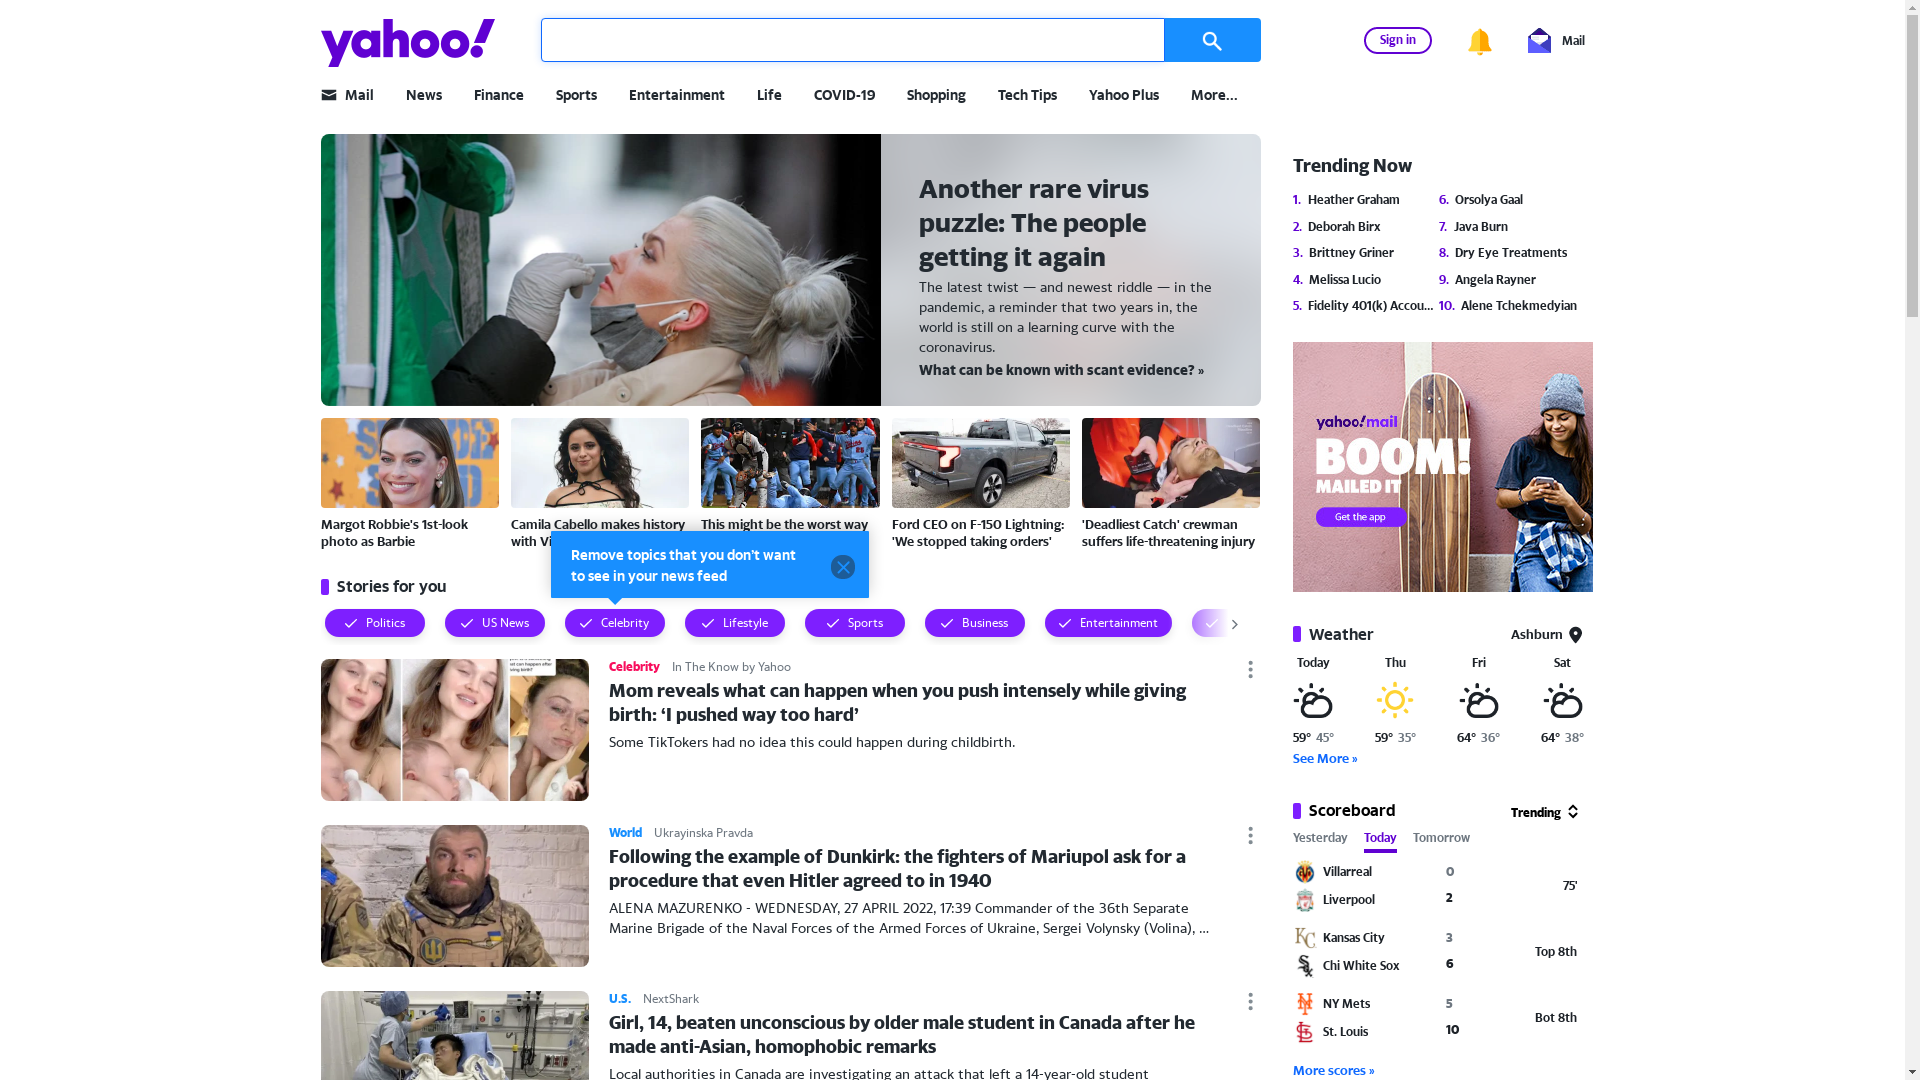 yahoo!
Sign in
Mail
Mail
News
Finance
Sports
Entertainment
Life
COVID-19
Shopping
Tech Tips
Yahoo Plus
More...
Another rare virus
puzzle: The people
getting it again
The latest twist — and newest riddle — in the
pandemic, a reminder that two years in, the
world is still on a learning curve with the
coronavirus.
What can be known with scant evidence? »
Margot Robbie's 1st-look
photo as Barbie
Camila Cabello makes history
with Vi
This might be the worst way
Ford CEO on F-150 Lightning:
'We stopped taking orders'
'Deadliest Catch' crewman
suffers life-threatening injury
Remove topics that you don't want
to see in your news feed
Stories for you
Politics
US News
Celebrity
Lifestyle
Sports
Business
Entertainment
Celebrity In The Know by Yahoo
Mom reveals what can happen when you push intensely while giving
birth: ‘I pushed way too hard’
Some TikTokers had no idea this could happen during childbirth.
World Ukrayinska Pravda
Following the example of Dunkirk: the fighters of Mariupol ask for a
procedure that even Hitler agreed to in 1940
ALENA MAZURENKO - WEDNESDAY, 27 APRIL 2022, 17:39 Commander of the 36th Separate
Marine Brigade of the Naval Forces of the Armed Forces of Ukraine, Sergei Volynsky (Volina), ...
U.S. NextShark
Girl, 14, beaten unconscious by older male student in Canada after he
made anti-Asian, homophobic remarks
Local authorities in Canada are investigating an attack that left a 14-year-old student
Trending Now
1. Heather Graham
2. Deborah Birx
3. Brittney Griner
4. Melissa Lucio
5. Fidelity 401(k) Accou...
6. Orsolya Gaal
7. Java Burn
8. Dry Eye Treatments
9. Angela Rayner
10. Alene Tchekmedyian
yahoo!mail
BOOM!
MAILED IT
Get the app
Weather
Ashburn
Today Thu Fri Sat
59° 45° 59° 35° 64° 36° 64° 38°
See More »
Scoreboard
Trending
Yesterday Today Tomorrow
Villarreal 0
75'
Liverpool 2
Kansas City 3
Top 8th
Chi White Sox 6
NY Mets 5
Bot 8th
St. Louis 10
More scores »